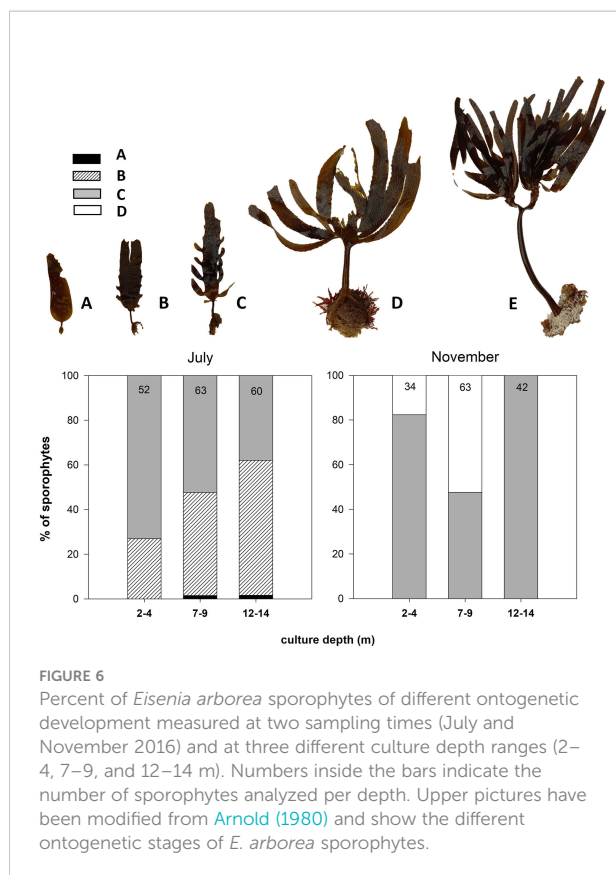 A
B
C
D
A B C D E
July November
100 100
52 63 60 34 63 42
80 80
60 60
40 40
20 20
0 0
% of sporophytes
2-4 7-9 12-14 2-4 7-9 12-14
culture depth (m)
FIGURE 6
Percent of Eisenia arborea sporophytes of different ontogenetic
development measured at two sampling times (July and
November 2016) and at three different culture depth ranges (2–
4, 7–9, and 12–14 m). Numbers inside the bars indicate the
number of sporophytes analyzed per depth. Upper pictures have
been modified from Arnold (1980) and show the different
ontogenetic stages of E. arborea sporophytes.